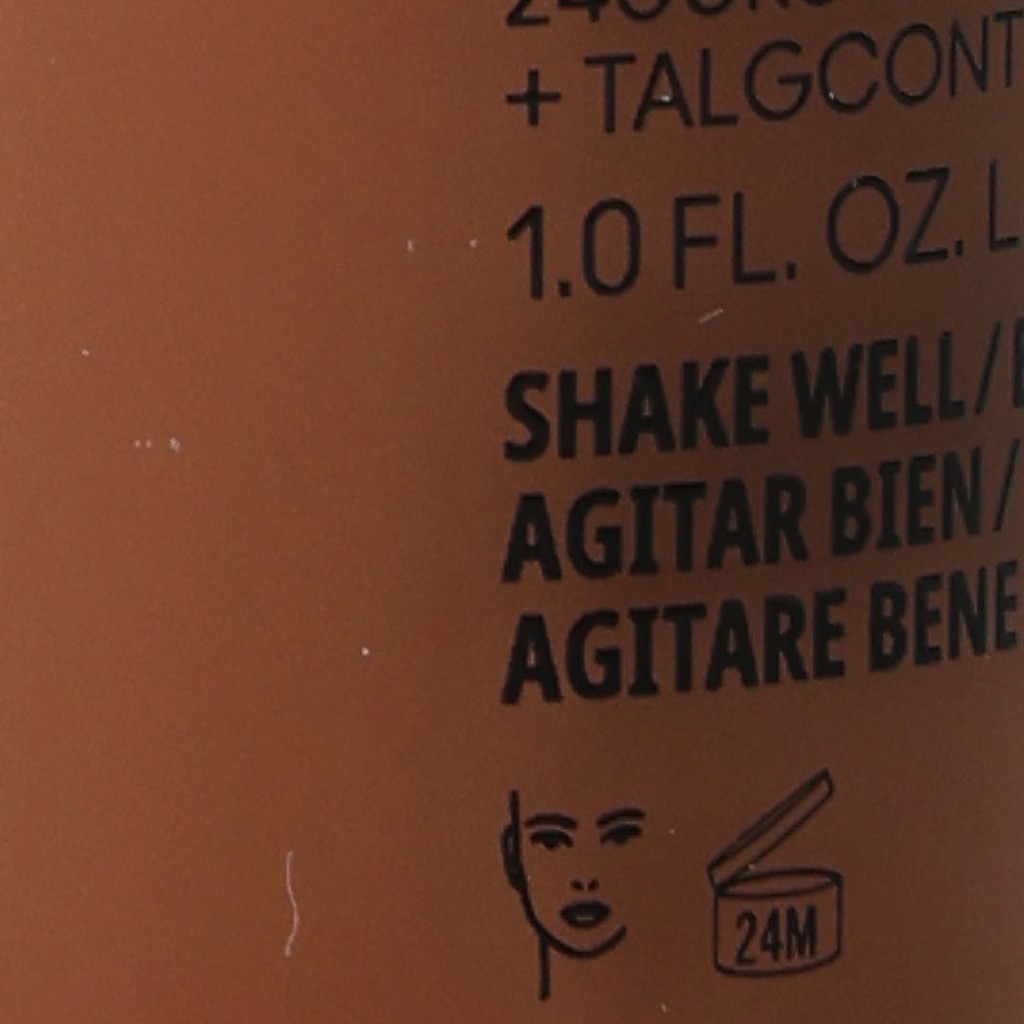 + TALGCONT
1.0 FL. OZ. L
SHAKE WELL /
AGITAR BIEN /
AGITARE BENE
24M